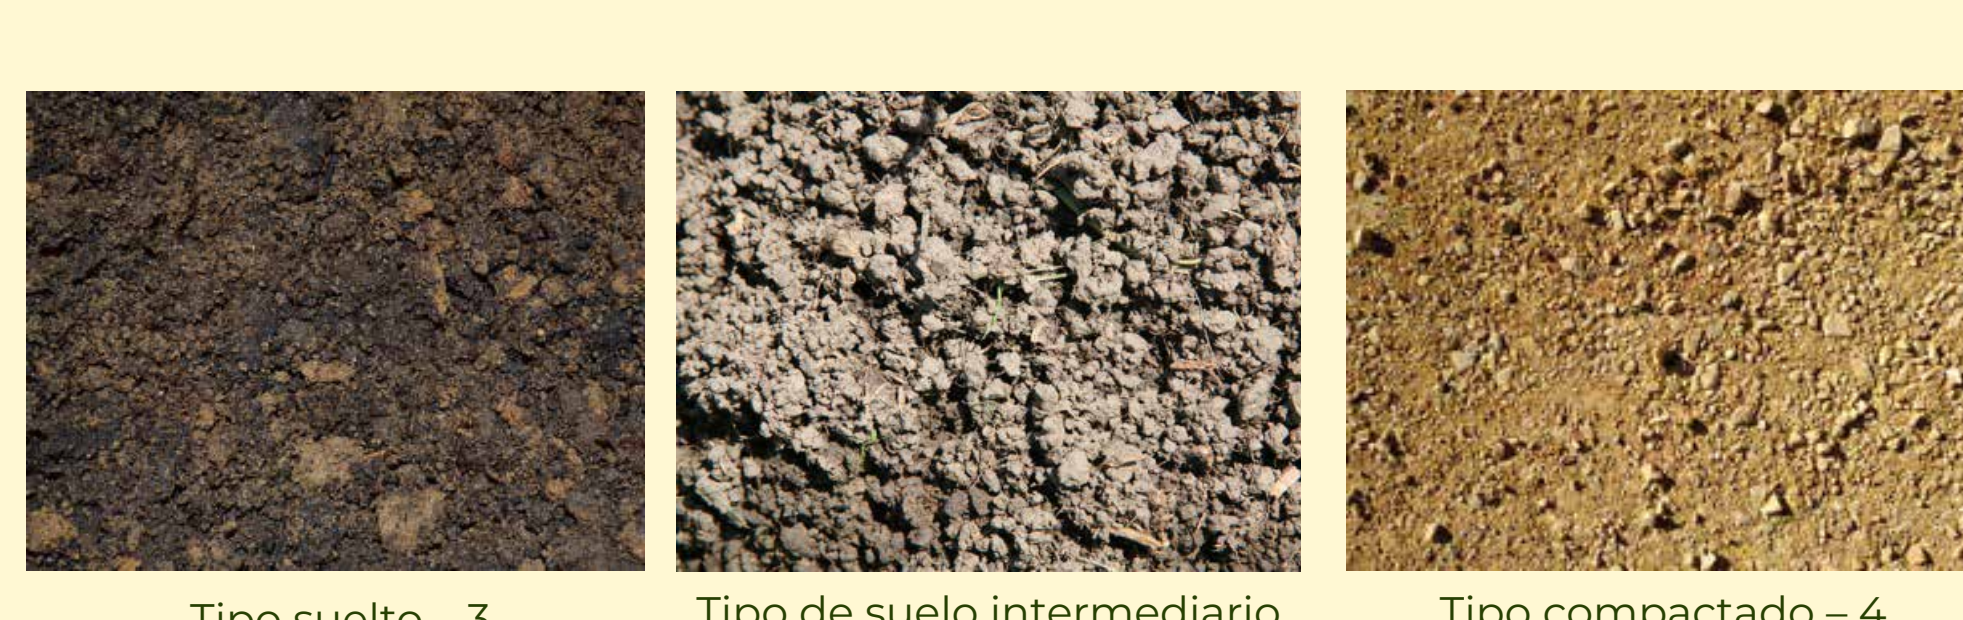 Tipo suelto – 3
Tipo de suelo intermediario
Tipo compactado – 4